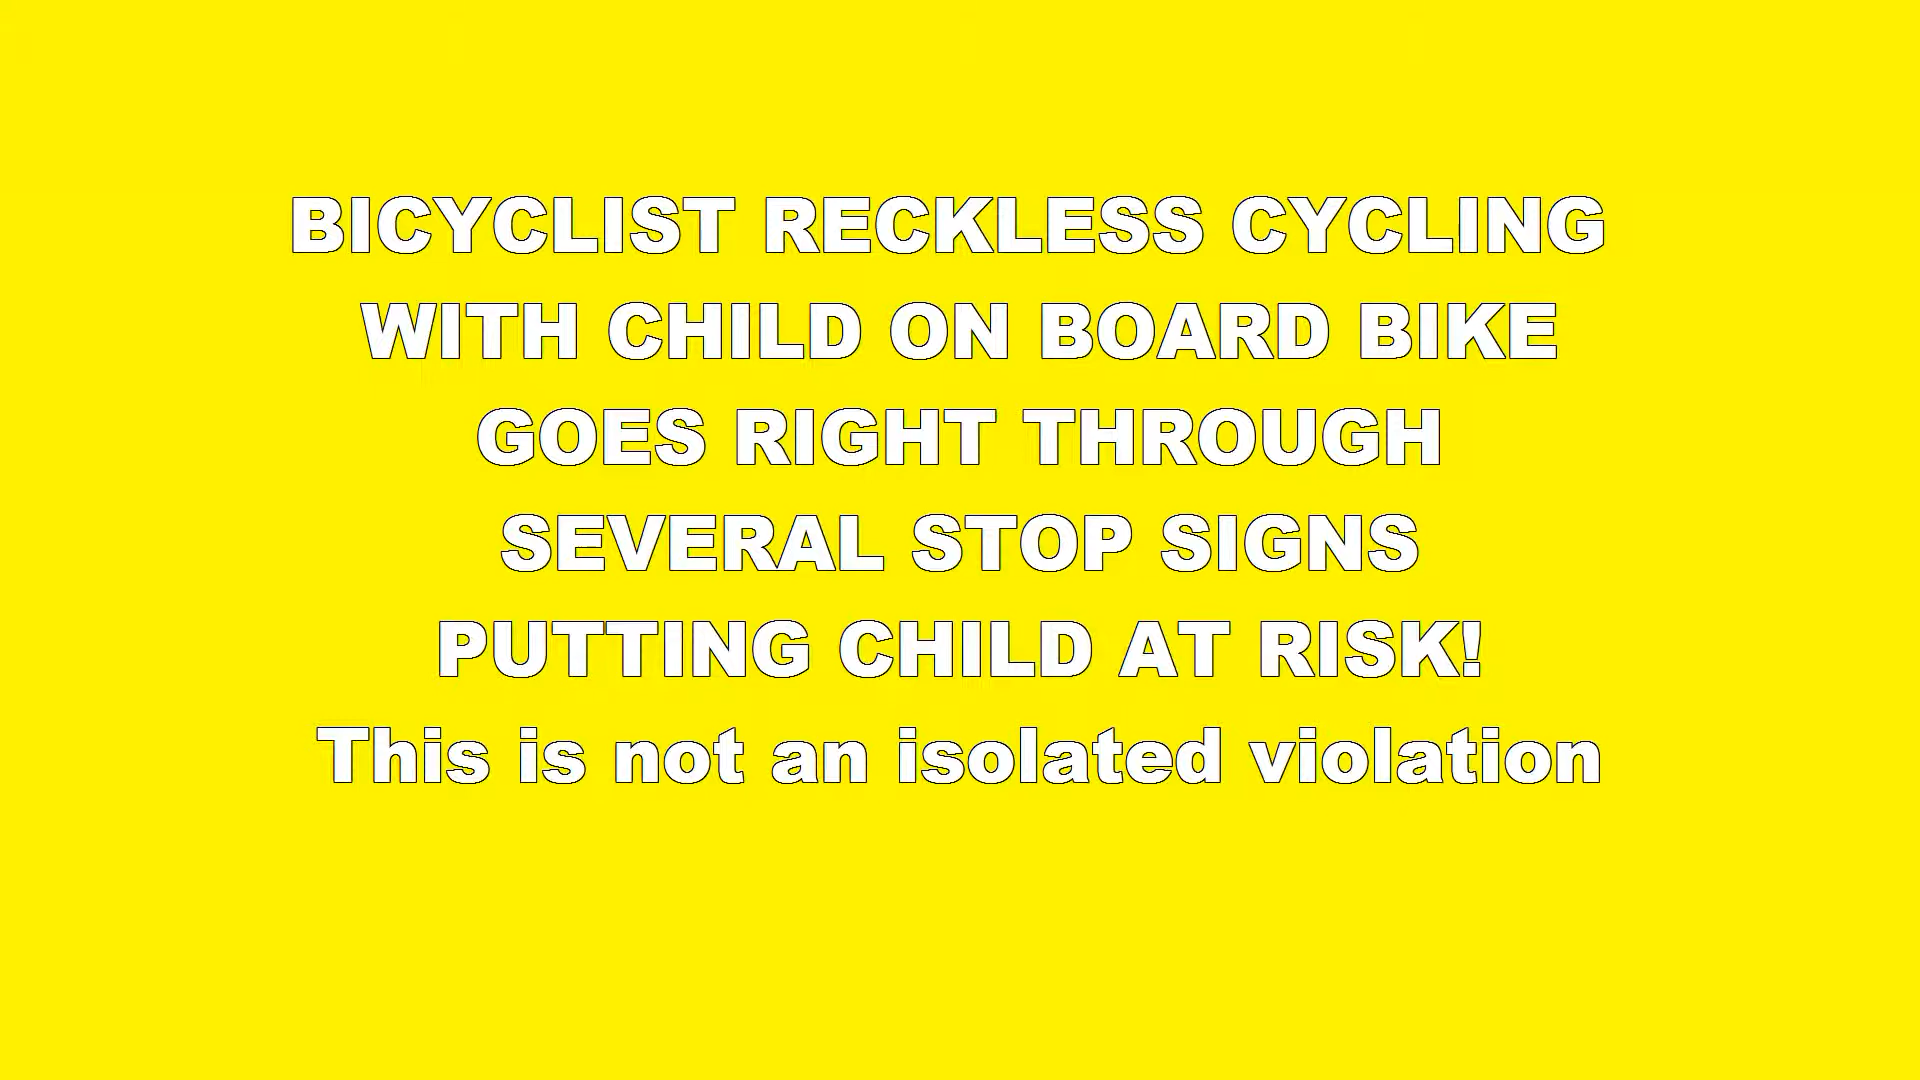 BICYCLIST RECKLESS CYCLING
WITH CHILD ON BOARD BIKE
GOES RIGHT THROUGH
SEVERAL STOP SIGNS
PUTTING CHILD AT RISK!
This is not an isolated violation